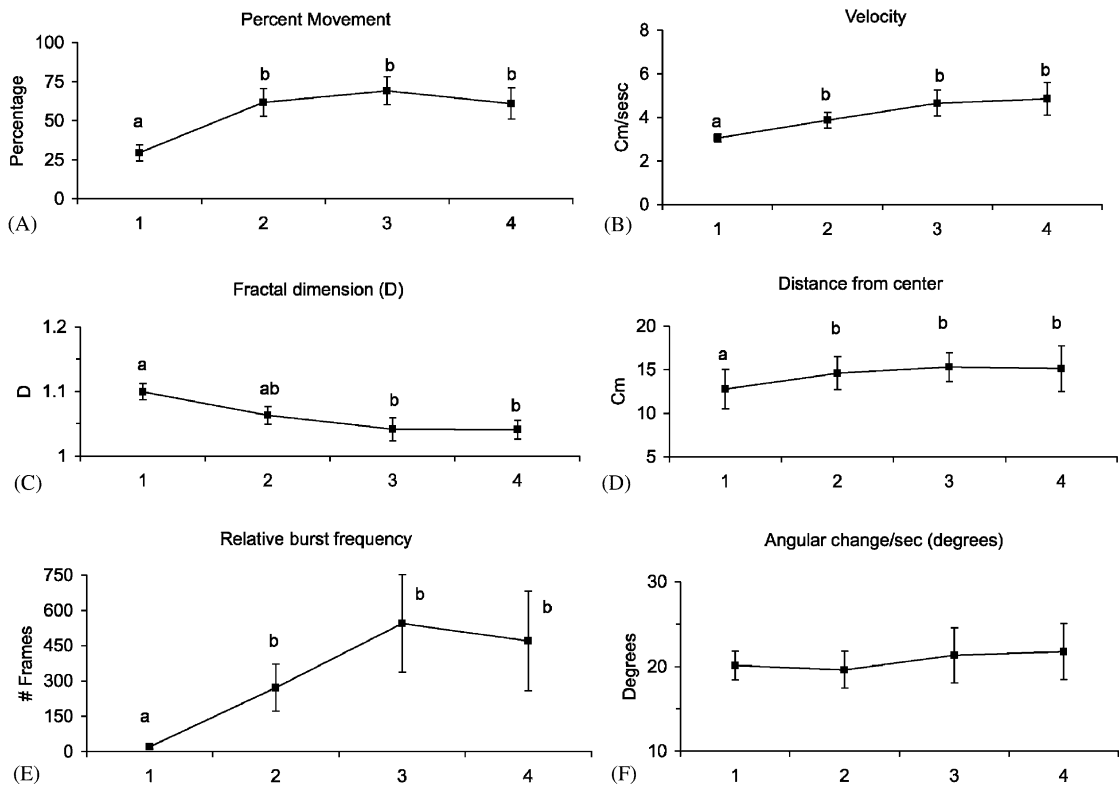 Percent Movement
100
75
50
25
0
Percentage
a
b
b
b
1 2 3 4
(A)
Velocity
8
6
4
2
0
Cm/sesc
a
b
b
b
1 2 3 4
(B)
Fractal dimension (D)
1.2
1.1
1
D
a
ab
b
b
1 2 3 4
(C)
Distance from center
20
15
10
5
Cm
a
b
b
b
1 2 3 4
(D)
Relative burst frequency
750
600
450
300
150
0
# Frames
a
b
b
b
1 2 3 4
(E)
Angular change/sec (degrees)
30
20
10
Degrees
1 2 3 4
(F)